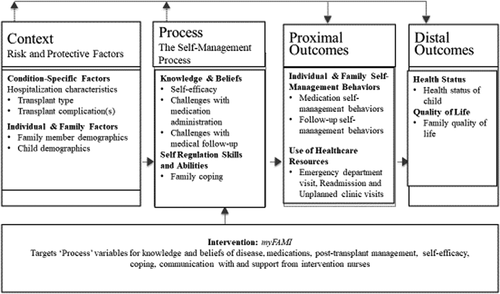 Context
Risk and Protective Factors
Condition-Specific Factors
Hospitalization characteristics
• Transplant type
• Transplant complication(s)
Individual & Family Factors
• Family member demographics
• Child demographics
Process
The Self-Management
Process
Knowledge & Beliefs
• Self-efficacy
• Challenges with
medication
administration
• Challenges with
medical followup
Self Regulation Skills
and Abilities
• Family coping
Proximal
Outcomes
Individual & Family Self-
Management Behaviors
• Medication self-
management behaviors
• Follow-up self-
management behaviors
Use of Healthcare
Resources
• Emergency department
visit, Readmission and
Unplanned clinic visits
Distal
Outcomes
Health Status
• Health status of
child
Quality of Life
• Family quality of
life
Intervention: myFAMI
Targets 'Process' variables for knowledge and beliefs of disease, medications, post-transplant management, self-efficacy,
coping, communication with and support from intervention nurses